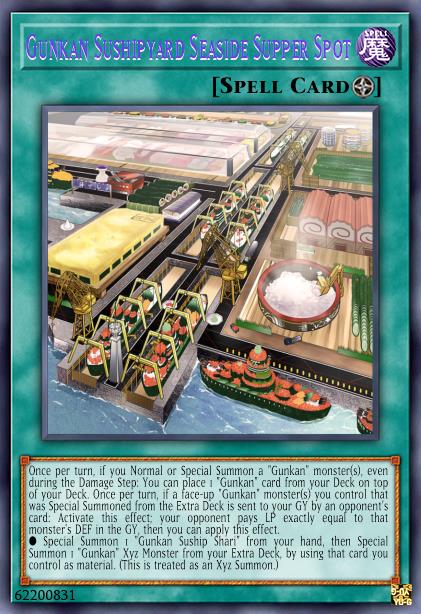 Gunkan Sushipyard Seaside Supper Spot
SPELL
魔
[Spell Card]
Once per turn, if you Normal or Special Summon a "Gunkan" monster(s), even
during the Damage Step: You can place 1 "Gunkan" card from your Deck on top
of your Deck. Once per turn, if a face-up "Gunkan" monster(s) you control that
was Special Summoned from the Extra Deck is sent to your GY by an opponent's
card: Activate this effect; your opponent pays LP exactly equal to that
monster's DEF in the GY, then you can apply this effect.
● Special Summon 1 "Gunkan Suship Shari" from your hand, then Special
Summon 1 "Gunkan" Xyz Monster from your Extra Deck, by using that card you
control as material. (This is treated as an Xyz Summon.)
62200831